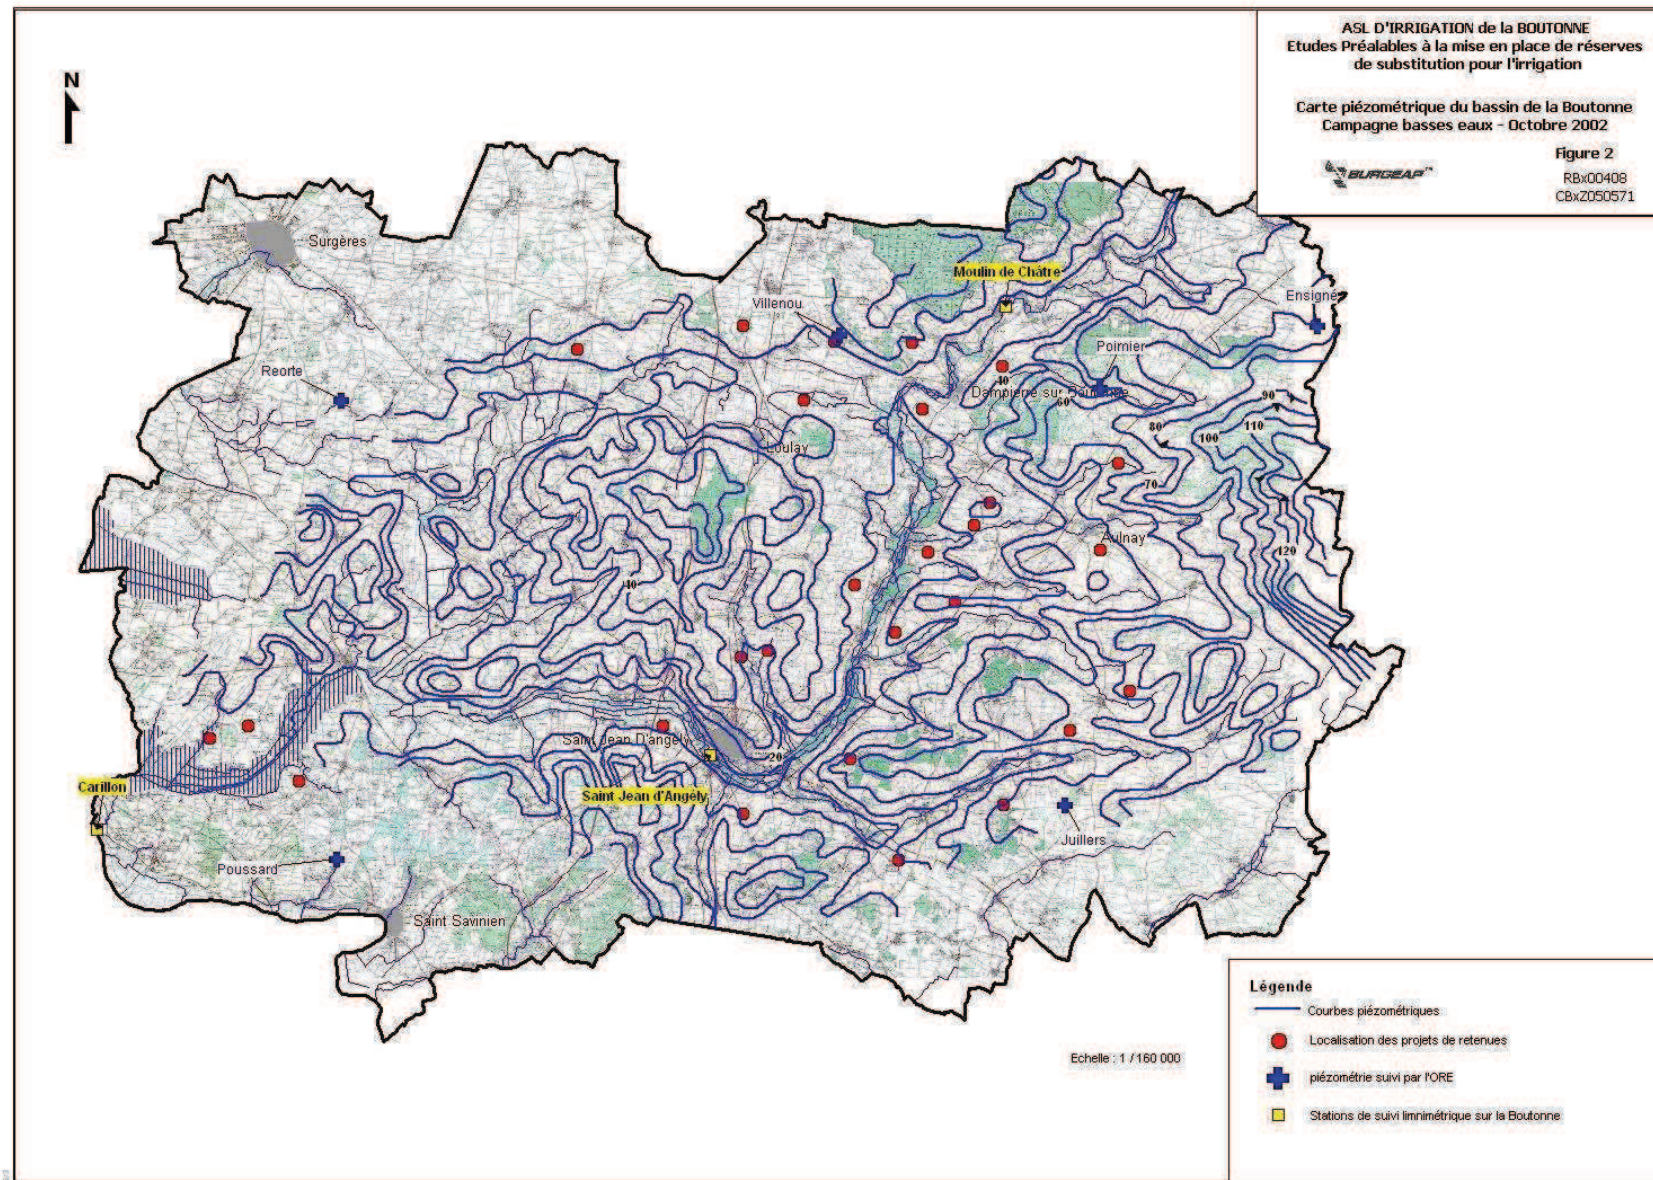 ASL D'IRRIGATION de la BOUTONNE
Etudes Préalables à la mise en place de réserves
de substitution pour l'irrigation
Carte piézométrique du bassin de la Boutonne
Campagne basses eaux - Octobre 2002
Figure 2
BURGEAP
RBx00408
CBxZ050571
N
Surgères
Moulin de Châtre
Villenou
Ensigné
Poimier
Reorte
40
Dampierre sur Boutonne
60
90
80
100
110
Loulay
70
Aulnay
120
40
Saint Jean D'angely
20
Carillon
Saint Jean d'Angély
Juillers
Poussard
Saint Savinien
Echelle : 1 / 160 000
Légende
Courbes piézométriques
Localisation des projets de retenues
piézométrie suivi par l'ORE
Stations de suivi limnimétrique sur la Boutonne